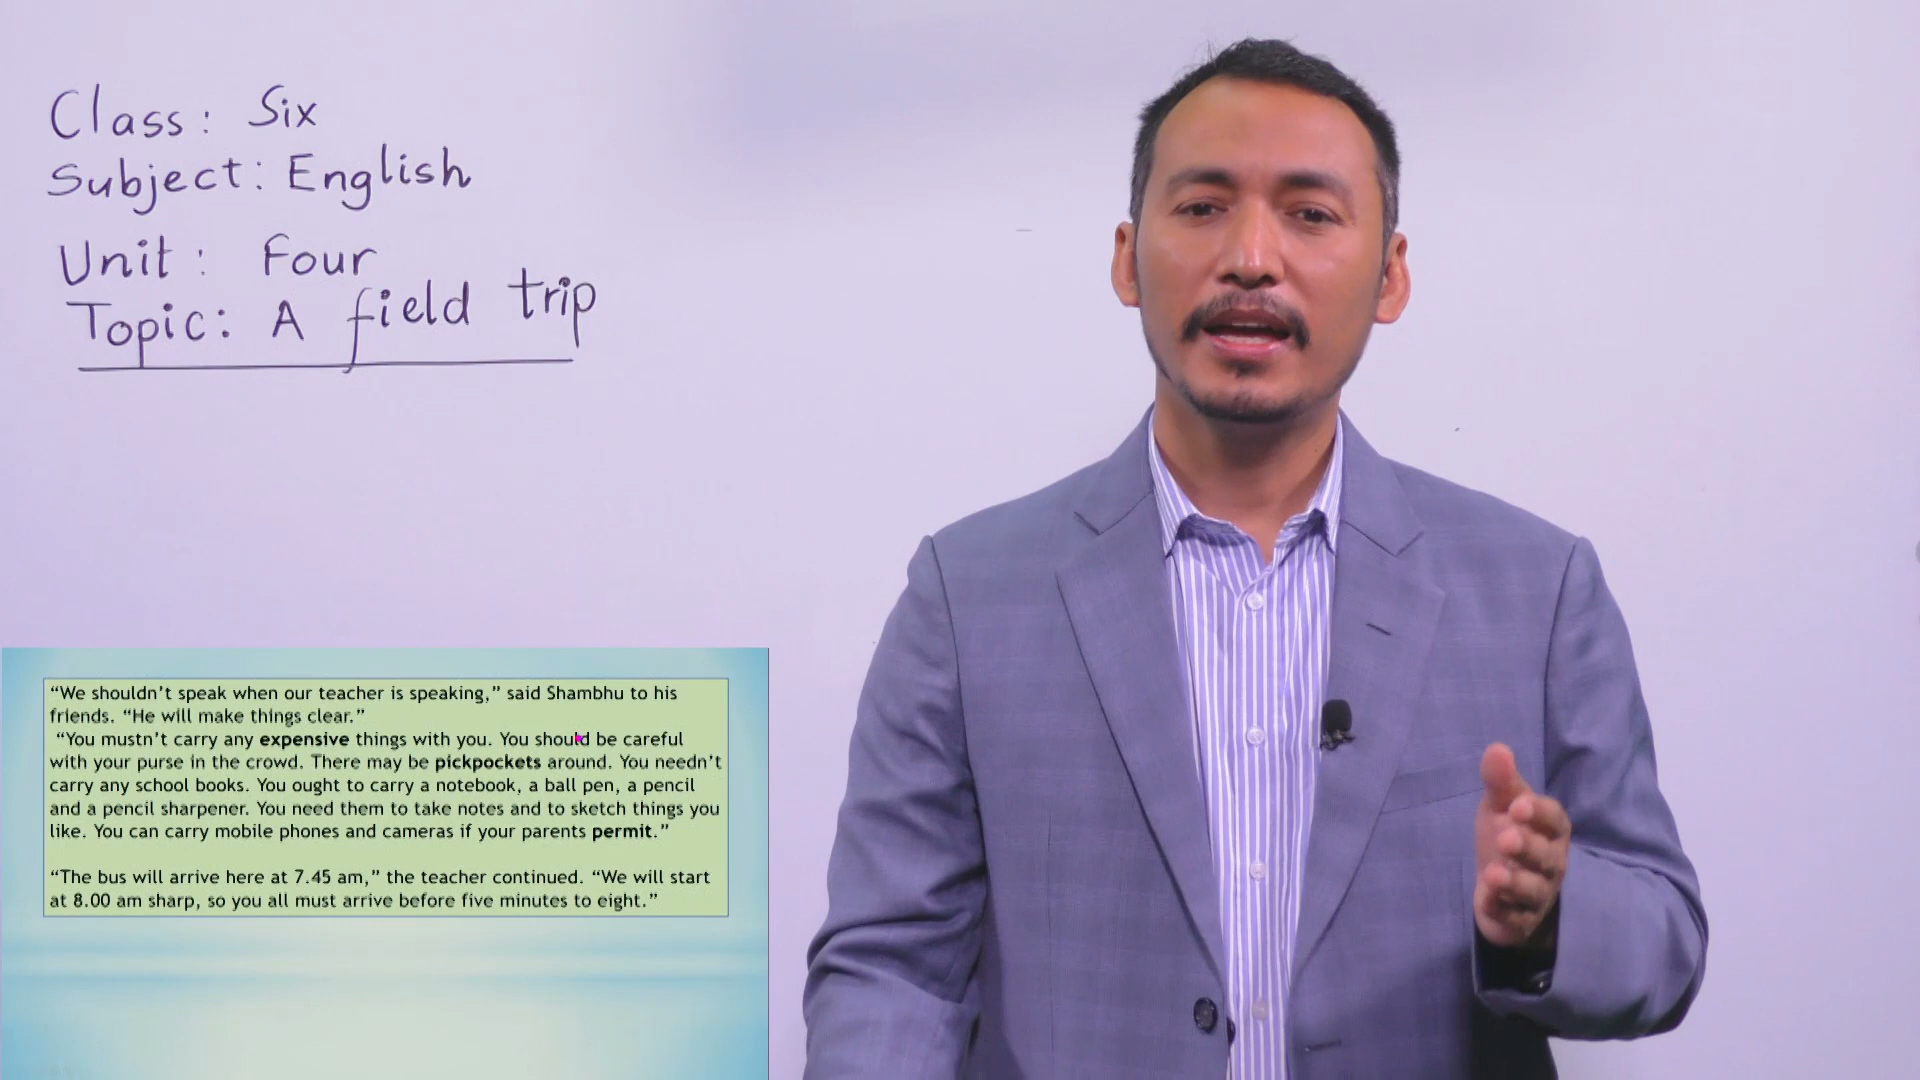 Class: Six
Subject: English
Unit: Four
Topic: A field trip
“We shouldn’t speak when our teacher is speaking,” said Shambhu to his
friends. “He will make things clear.”
“You mustn’t carry any expensive things with you. You should be careful
with your purse in the crowd. There may be pickpockets around. You needn’t
carry any school books. You ought to carry a notebook, a ball pen, a pencil
and a pencil sharpener. You need them to take notes and to sketch things you
like. You can carry mobile phones and cameras if your parents permit.”
“The bus will arrive here at 7.45 am,” the teacher continued. “We will start
at 8.00 am sharp, so you all must arrive before five minutes to eight.”